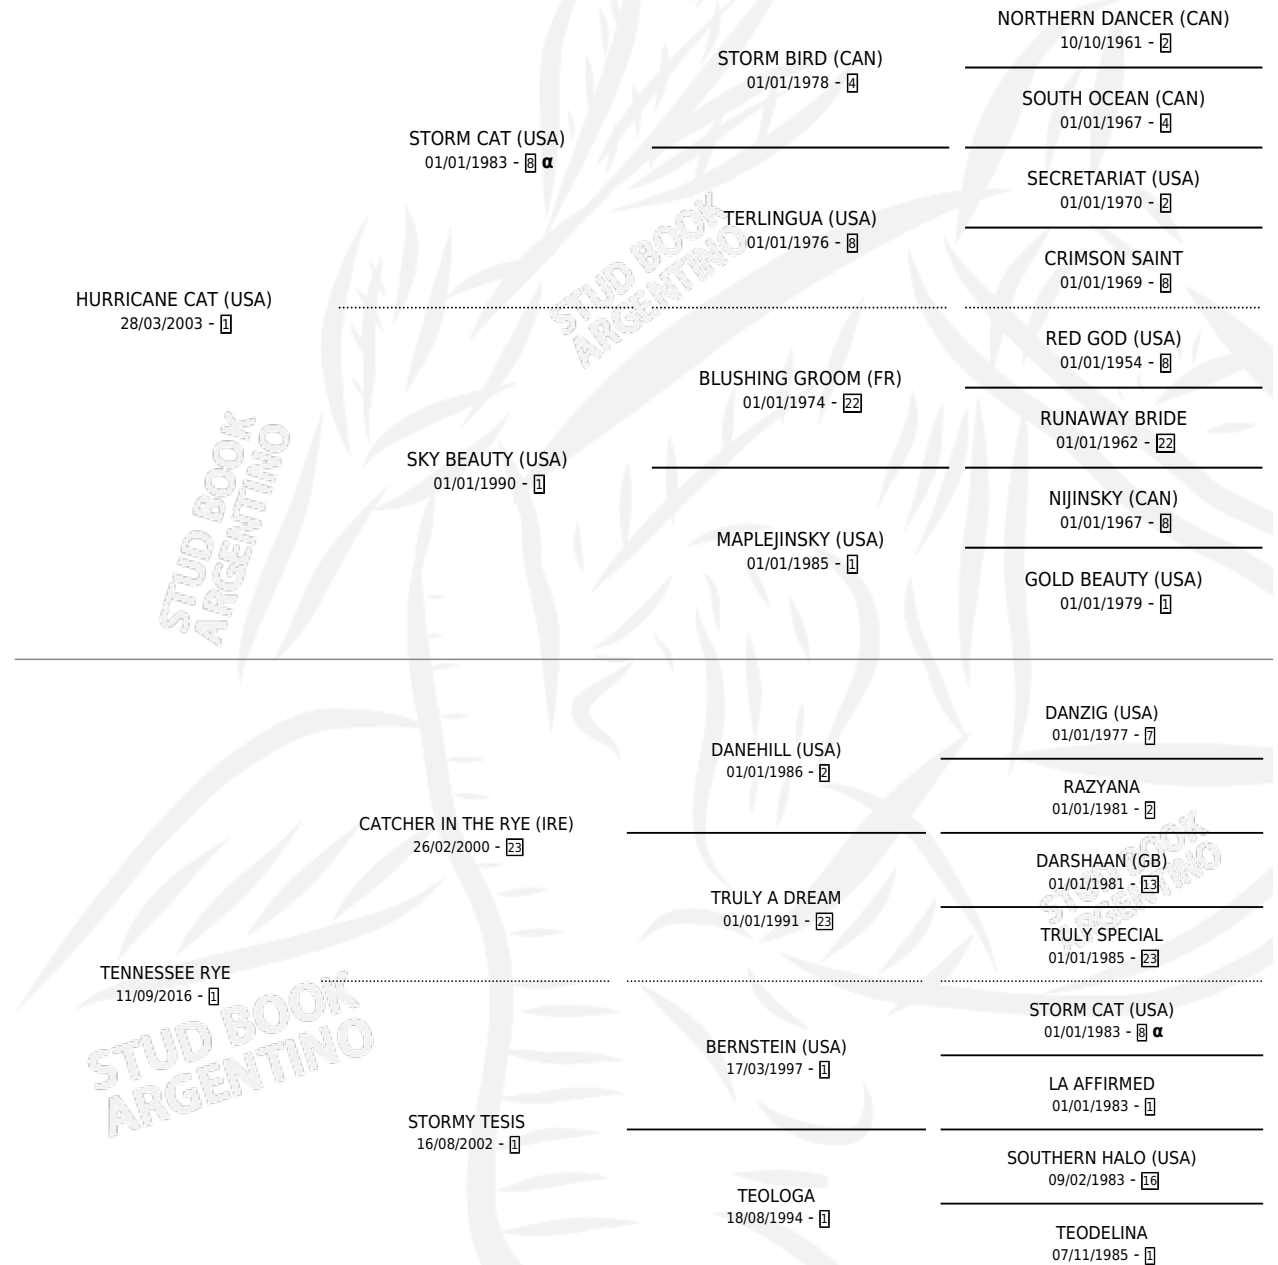 NORTHERN DANCER (CAN)
10/10/1961 - 2
STORM BIRD (CAN)
01/01/1978 - 4
SOUTH OCEAN (CAN)
01/01/1967 - 4
STORM CAT (USA)
01/01/1983 - 8 α
SECRETARIAT (USA)
01/01/1970 - 2
TERLINGUA (USA)
01/01/1976 - 8
CRIMSON SAINT
01/01/1969 - 8
HURRICANE CAT (USA)
28/03/2003 - 1
RED GOD (USA)
01/01/1954 - 8
BLUSHING GROOM (FR)
01/01/1974 - 22
RUNAWAY BRIDE
01/01/1962 - 22
SKY BEAUTY (USA)
01/01/1990 - 1
NIJINSKY (CAN)
01/01/1967 - 8
MAPLEJINSKY (USA)
01/01/1985 - 1
GOLD BEAUTY (USA)
01/01/1979 - 1
DANZIG (USA)
01/01/1977 - 7
DANEHILL (USA)
01/01/1986 - 2
RAZYANA
01/01/1981 - 2
CATCHER IN THE RYE (IRE)
26/02/2000 - 23
DARSHAAN (GB)
01/01/1981 - 13
TRULY A DREAM
01/01/1991 - 23
TRULY SPECIAL
01/01/1985 - 23
TENNESSEE RYE
11/09/2016 - 1
STORM CAT (USA)
01/01/1983 - 8 α
BERNSTEIN (USA)
17/03/1997 - 1
LA AFFIRMED
01/01/1983 - 1
STORMY TESIS
16/08/2002 - 1
SOUTHERN HALO (USA)
09/02/1983 - 16
TEOLOGA
18/08/1994 - 1
TEODELINA
07/11/1985 - 1
STUD BOOK
ARGENTINO
STUD BOOK
ARGENTINO
STUD BOOK
ARGENTINO
STUD BOOK
ARGENTINO